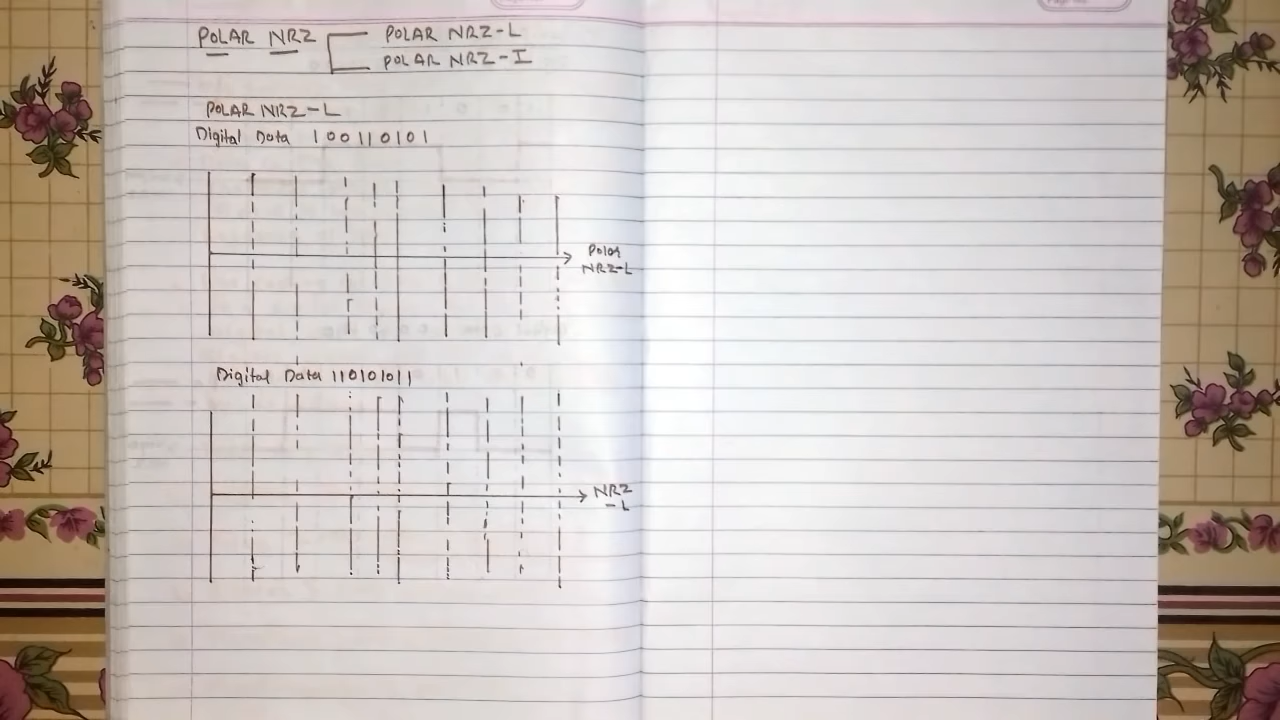 POLAR NRZ
POLAR NRZ-L
POLAR NRZ-I
POLAR NRZ-L
Digital Data 100110101
Polar
NRZ-L
Digital Data 110101011
NRZ
-L